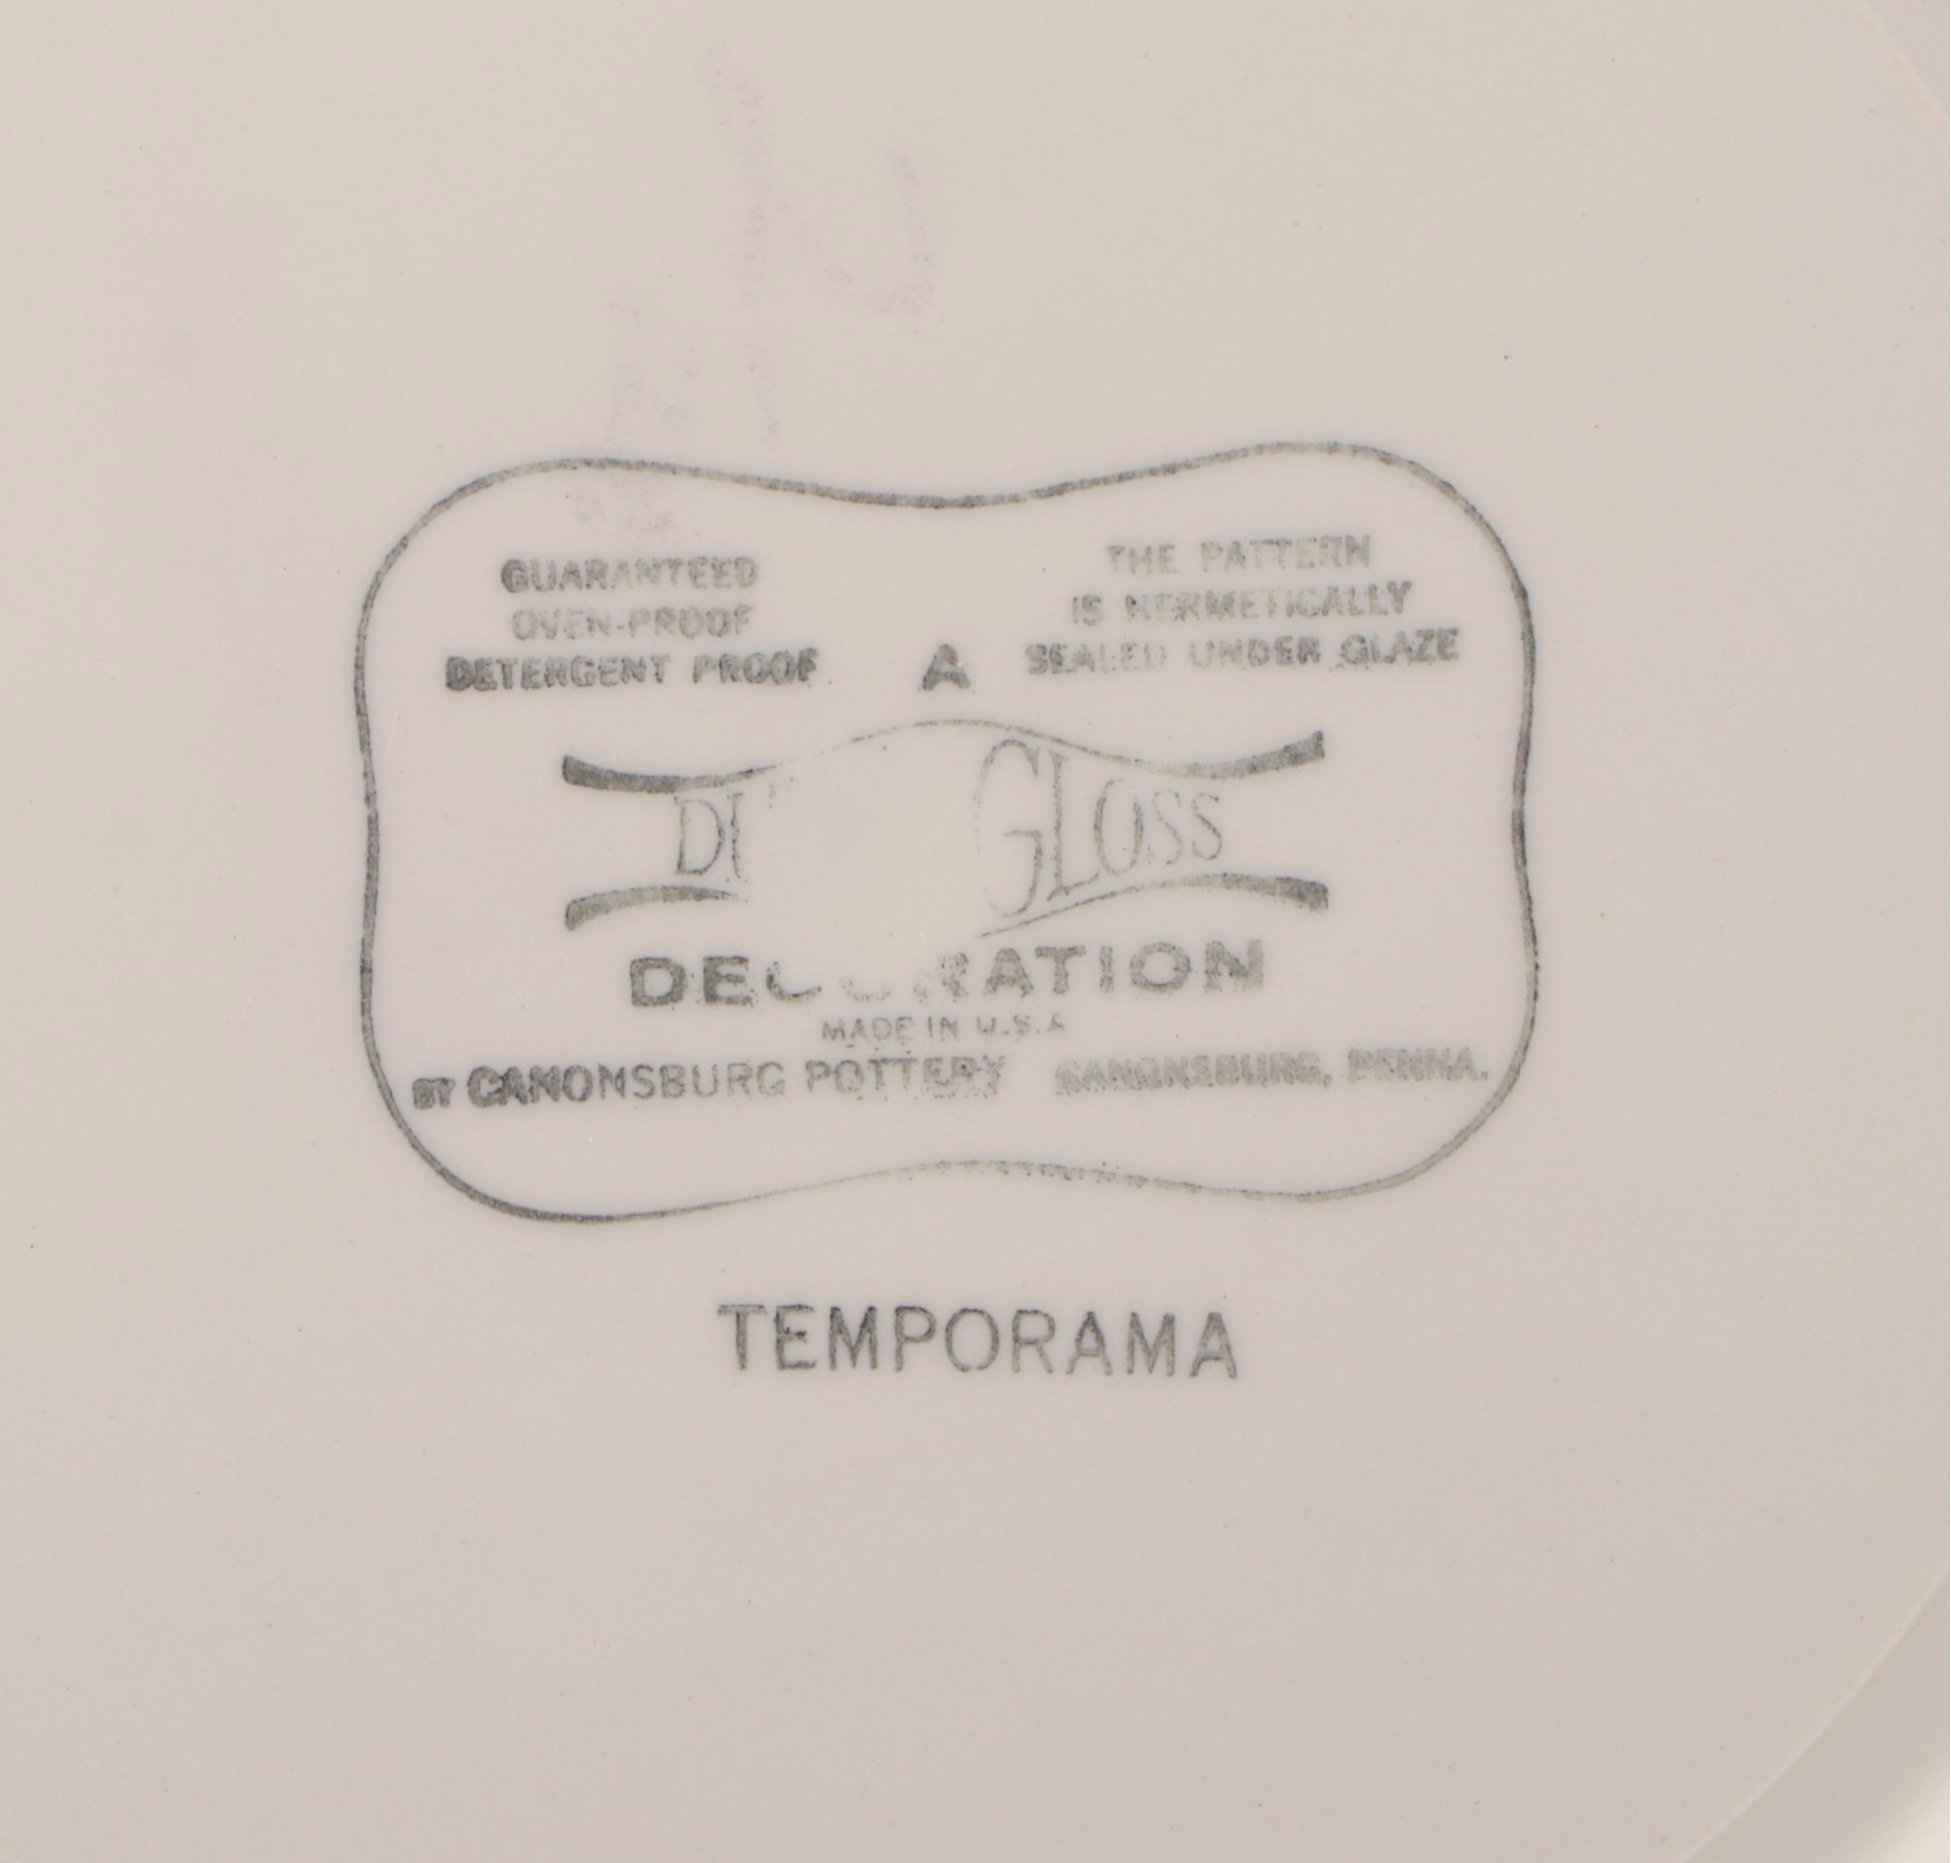 GUARANTEED
OVEN-PROOF
DETERGENT PROOF
THE PATTERN
IS HERMETICALLY
SEALED UNDER GLAZE
A
GLOSS
DECORATION
MADE IN U.S.A
BY CANONSBURG POTTERY CANONSBURG, PENNA.
TEMPORAMA